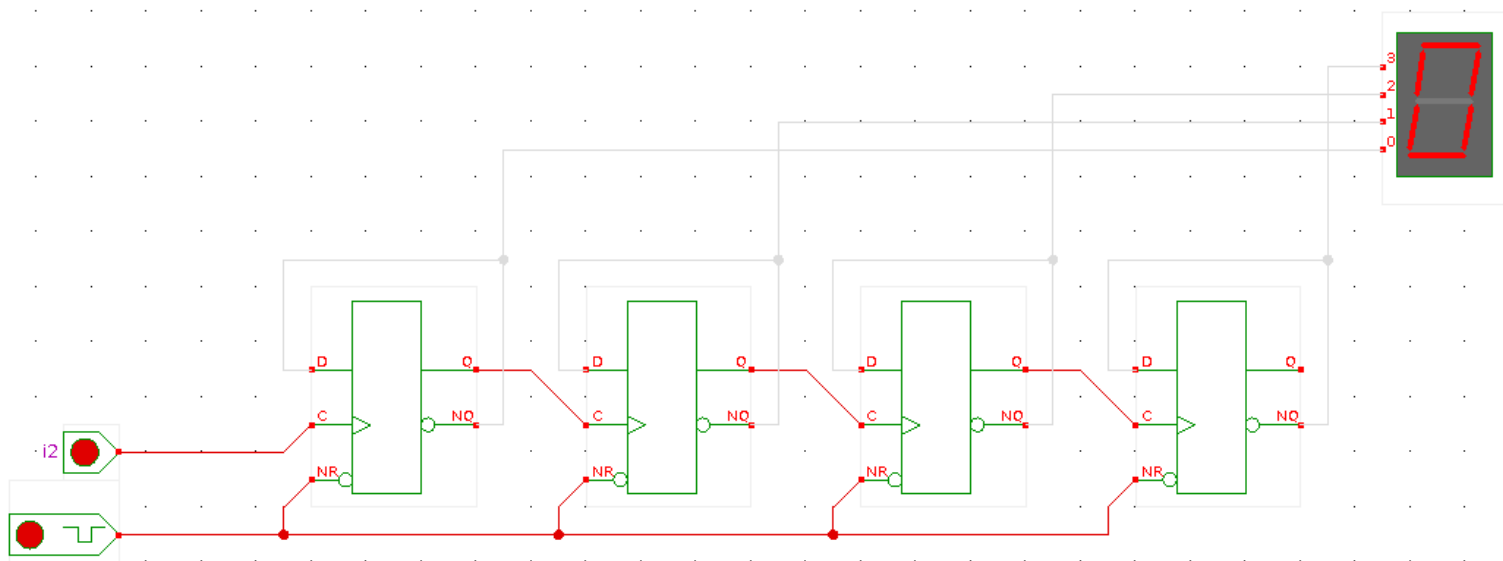 3
2
1
0
D Q D Q D Q D Q
C NQ C NQ C NQ C NQ
i2
NR NR NR NR